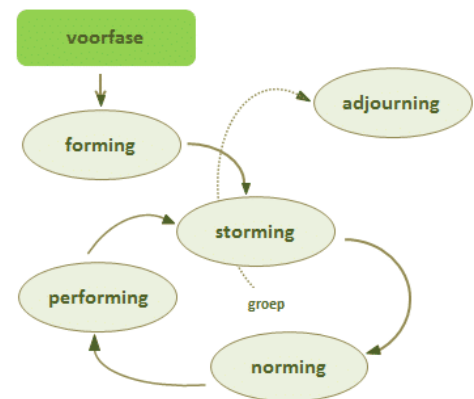 voorfase
adjourning
forming
storming
performing
groep
norming